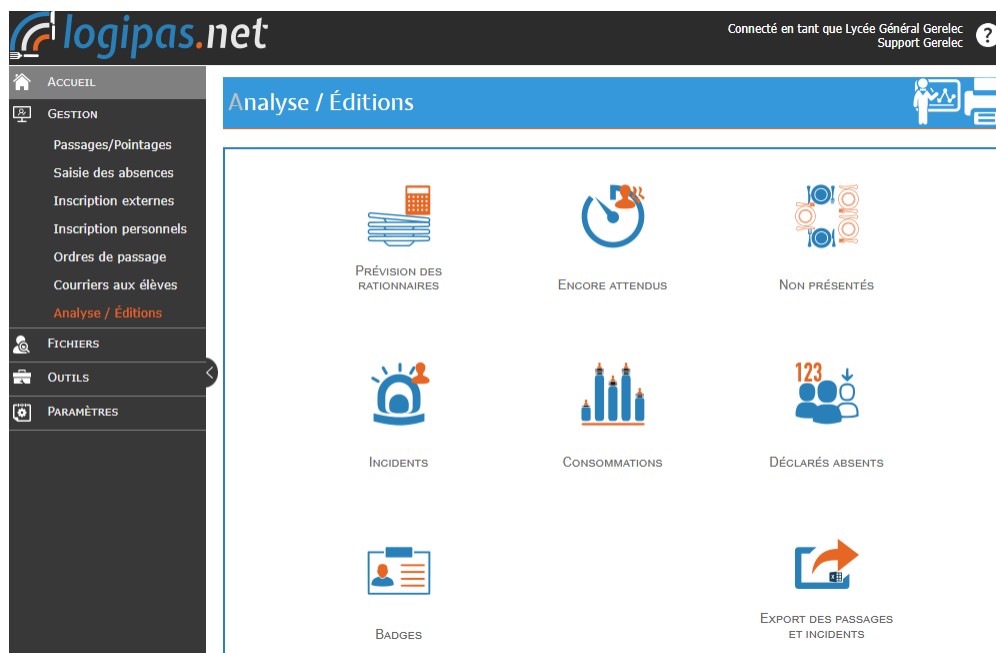 logipas.net
Connecté en tant que Lycée Général Gerelec
Support Gerelec
?
Accueil
Gestion
Passages/Pointages
Saisie des absences
Inscription externes
Inscription personnels
Ordres de passage
Courriers aux élèves
Analyse / Éditions
Fichiers
Outils
Paramètres
Analyse / Éditions
Prévision des
rationnaires
Encore attendus
Non présentés
Incidents
Consommations
123
Déclarés absents
Badges
Export des passages
et incidents